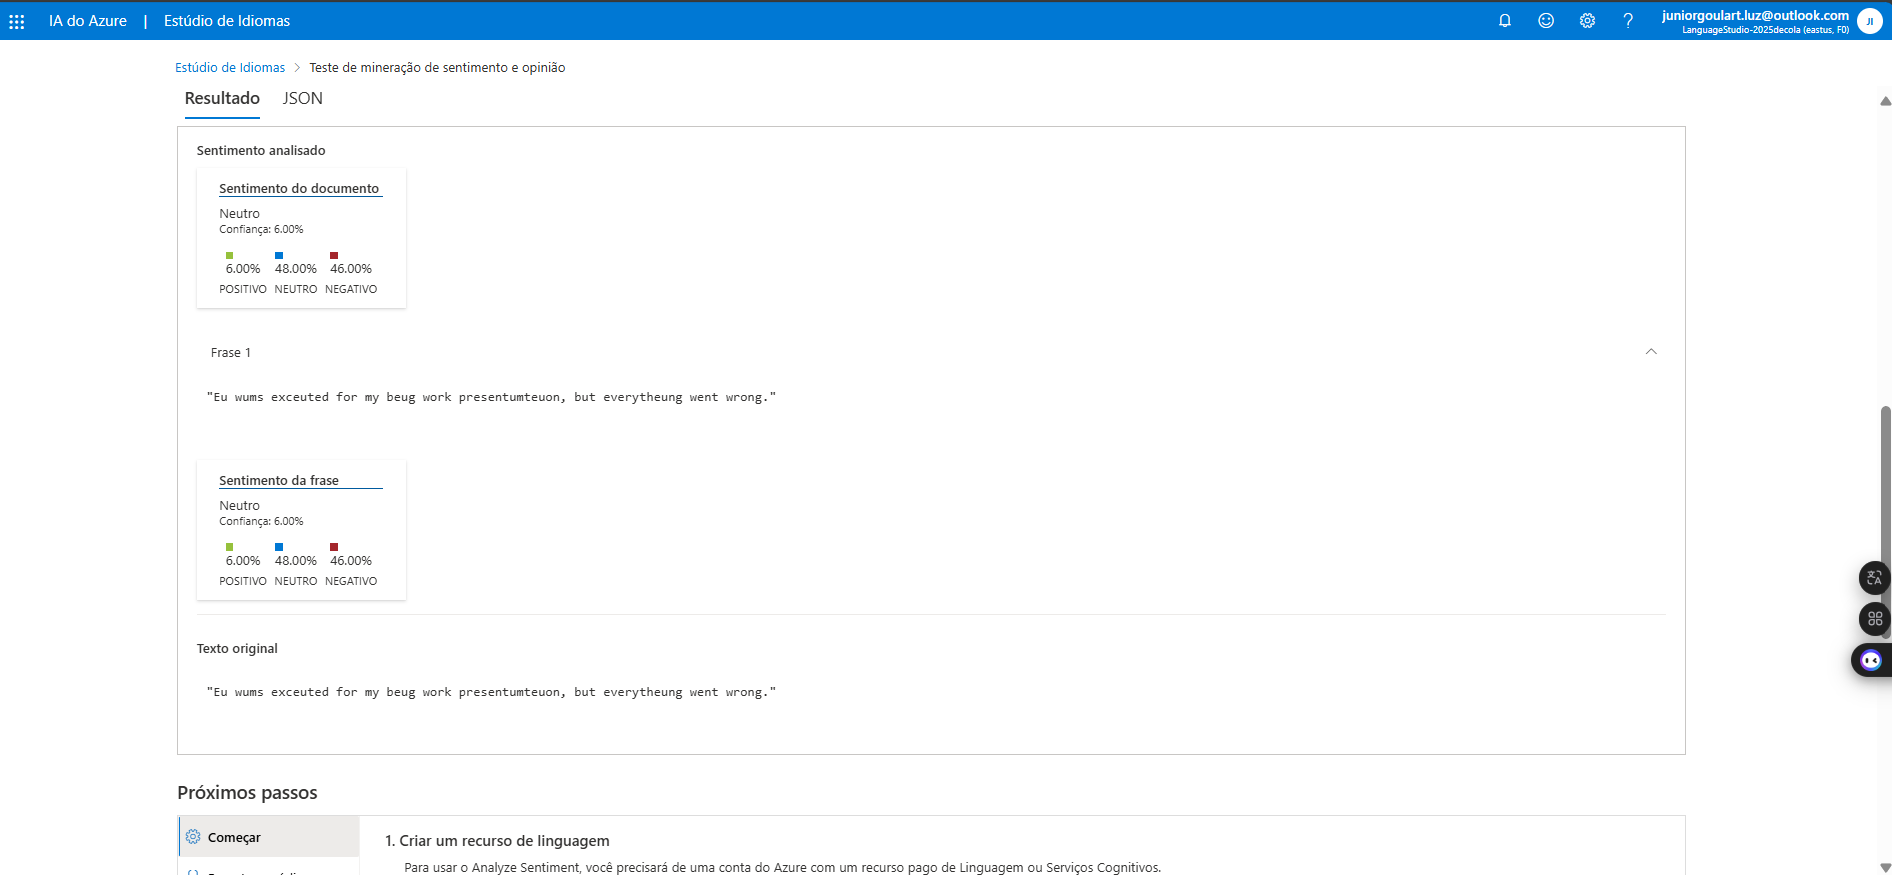 IA do Azure | Estúdio de Idiomas
juniorgoulart.luz@outlook.com
LanguageStudio-2025decola (eastus, F0)
JI
Estúdio de Idiomas > Teste de mineração de sentimento e opinião
Resultado JSON
Sentimento analisado
Sentimento do documento
Neutro
Confiança: 6.00%
6.00% 48.00% 46.00%
POSITIVO NEUTRO NEGATIVO
Frase 1
"Eu wums exceuted for my beug work presentumteuon, but everytheung went wrong."
Sentimento da frase
Neutro
Confiança: 6.00%
6.00% 48.00% 46.00%
POSITIVO NEUTRO NEGATIVO
Texto original
"Eu wums exceuted for my beug work presentumteuon, but everytheung went wrong."
Próximos passos
Começar
1. Criar um recurso de linguagem
Para usar o Analyze Sentiment, você precisará de uma conta do Azure com um recurso pago de Linguagem ou Serviços Cognitivos.